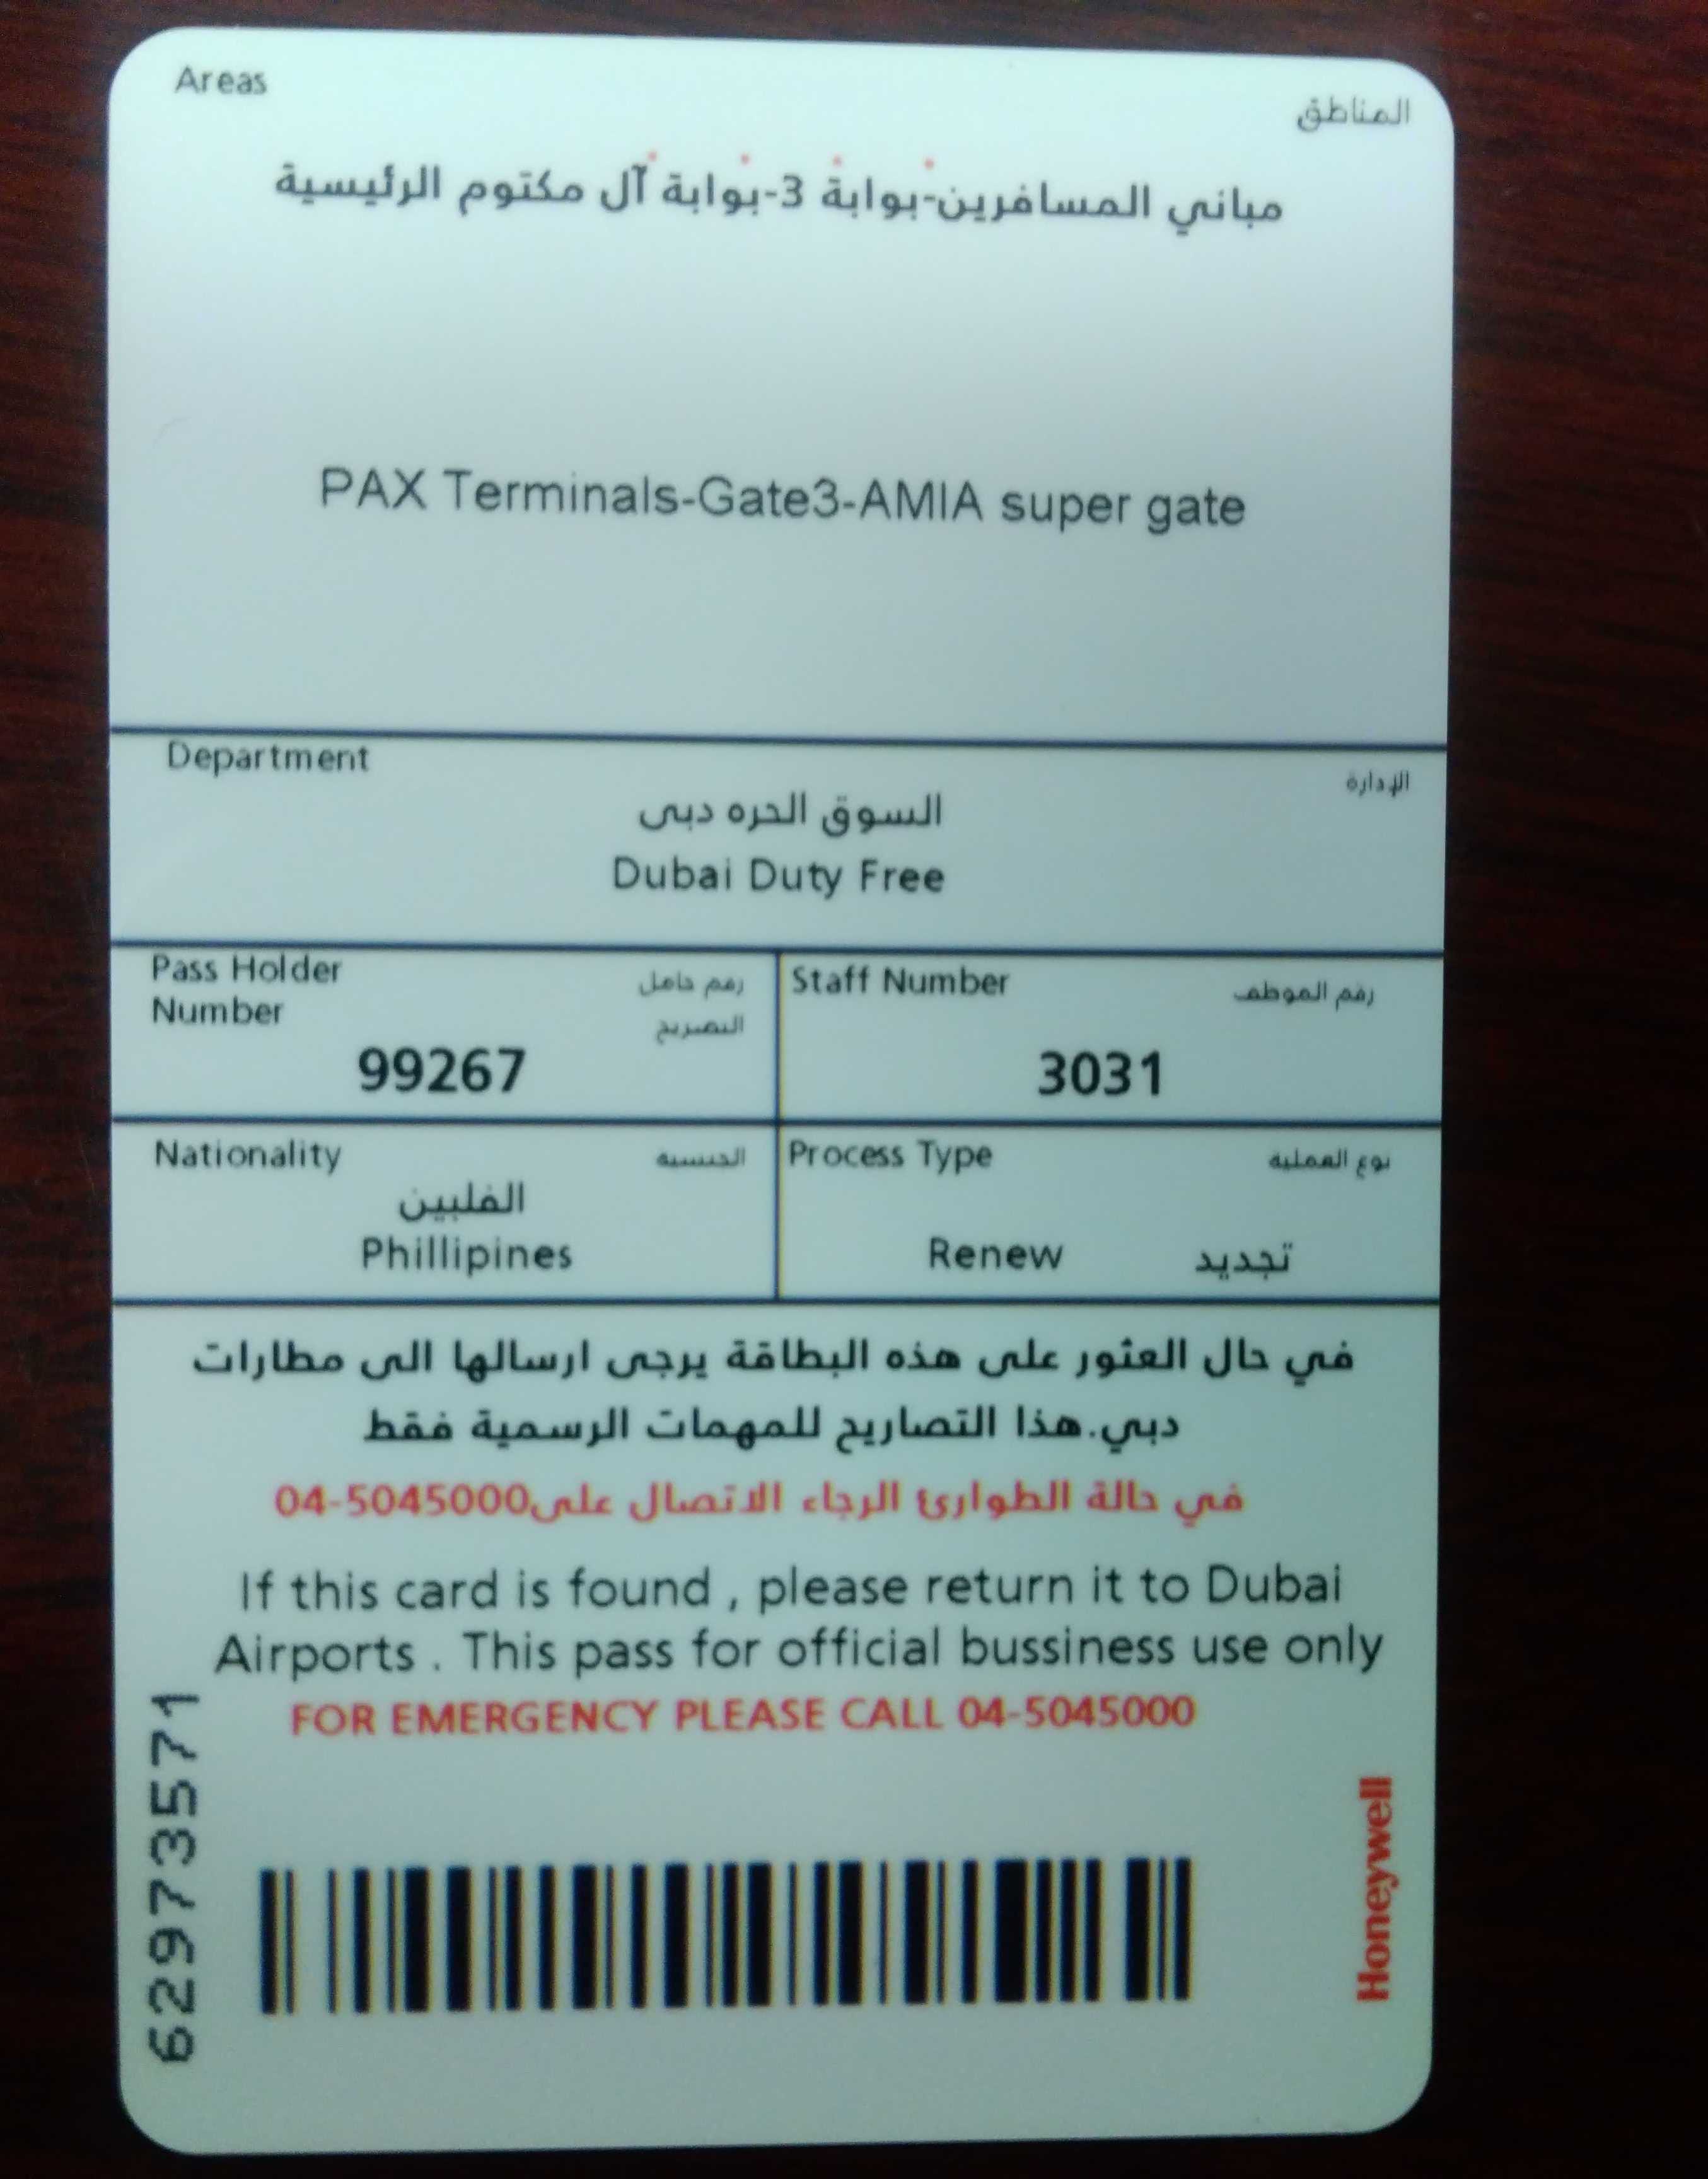 Areas
المناطق
مباني المسافرين-بوابة 3-بوابة آل مكتوم الرئيسية
PAX Terminals-Gate3-AMIA super gate
Department
الإدارة
السوق الحره دبى
Dubai Duty Free
Pass Holder
Number
رقم حامل
التصريح
99267
Staff Number
رقم الموظف
3031
Nationality
الجنسية
الفلبين
Phillipines
Process Type
نوع العملية
Renew تجديد
في حال العثور على هذه البطاقة يرجى ارسالها الى مطارات
دبي.هذا التصاريح للمهمات الرسمية فقط
في حالة الطوارئ الرجاء الاتصال على04-5045000
If this card is found , please return it to Dubai
Airports . This pass for official bussiness use only
FOR EMERGENCY PLEASE CALL 04-5045000
62973571
Honeywell